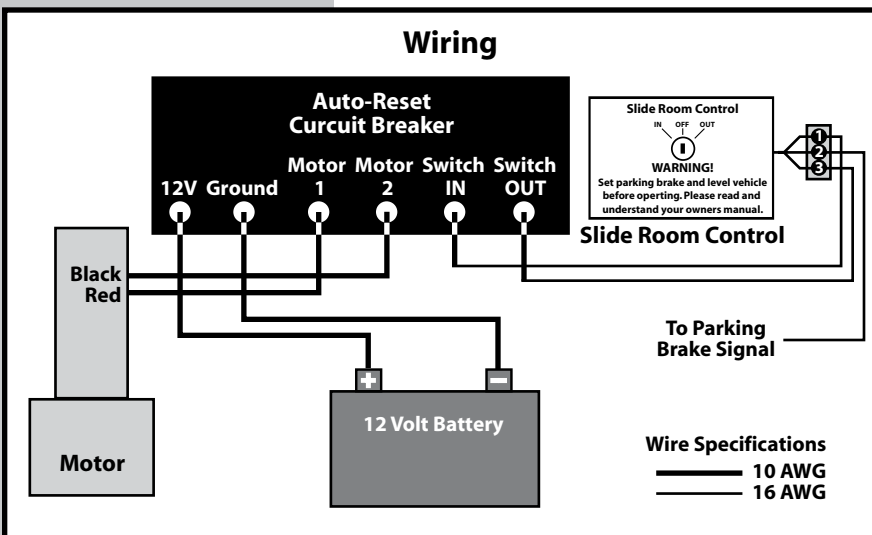 Wiring
Auto-Reset
Curcuit Breaker
12V Ground Motor 1 Motor 2 Switch IN Switch OUT
Slide Room Control
IN OFF OUT
WARNING!
Set parking brake and level vehicle
before operting. Please read and
understand your owners manual.
Slide Room Control
1
2
3
Black
Red
Motor
+ −
12 Volt Battery
To Parking
Brake Signal
Wire Specifications
10 AWG
16 AWG